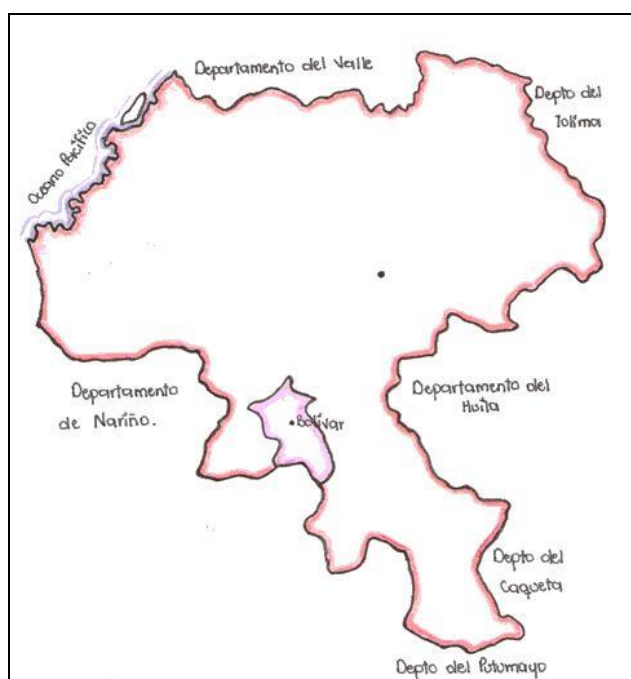 Departamento del Valle
Depto del
Tolima
Oceano Pacífico
Departamento
de Nariño.
Bolívar
Departamento del
Huila
Depto del
Caqueta
Depto del Putumayo